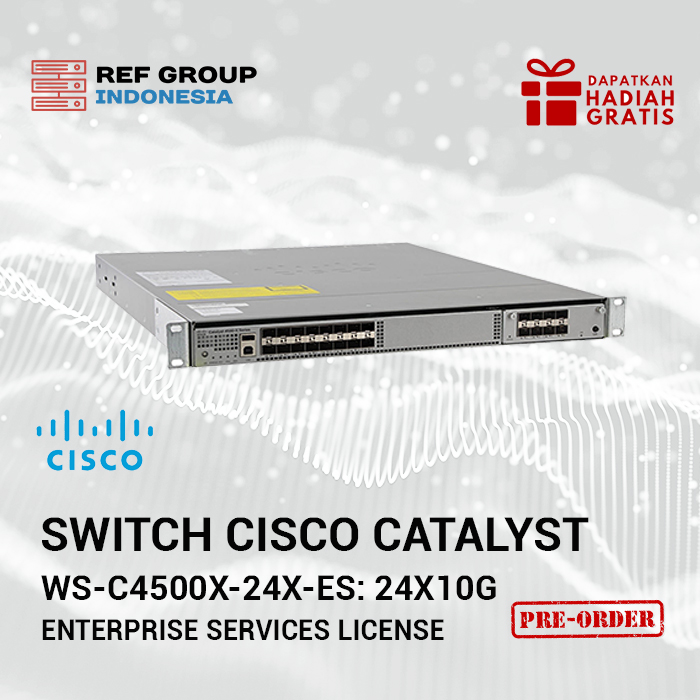 REF GROUP
INDONESIA
DAPATKAN
HADIAH
GRATIS
CISCO
SWITCH CISCO CATALYST
WS-C4500X-24X-ES: 24X10G
ENTERPRISE SERVICES LICENSE
PRE-ORDER